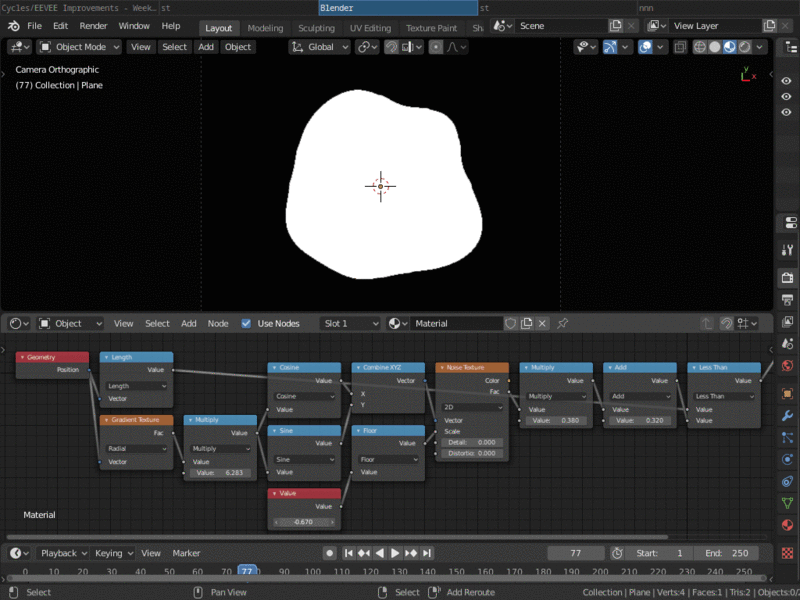 Cycles/EEVEE Improvements - Week.. st Blender st nnn
File Edit Render Window Help Layout Modeling Sculpting UV Editing Texture Paint Sh Scene View Layer
Object Mode View Select Add Object Global
Camera Orthographic
(77) Collection | Plane
Y
X
Object View Select Add Node Use Nodes Slot 1 Material
Geometry
Position
Length
Value
Length
Vector
Gradient Texture
Fac
Radial
Vector
Multiply
Value
Multiply
Value
Value: 6.283
Cosine
Value
Cosine
Value
Sine
Value
Sine
Value
Value
Value
-0.670
Combine XYZ
Vector
X
Y
Floor
Value
Floor
Value
Noise Texture
Color
Fac
2D
Vector
Scale
Detail: 0.000
Distortio: 0.000
Multiply
Value
Multiply
Value
Value: 0.380
Add
Value
Add
Value
Value: 0.320
Less Than
Value
Less Than
Value
Value
Material
Playback Keying View Marker 77 Start: 1 End: 250
0 10 20 30 40 50 60 70 77 80 90 100 110 120 130 140 150 160 170 180 190 200 210 220 230 240 250
Select Pan View Select Add Reroute Collection | Plane | Verts:4 | Faces:1 | Tris:2 | Objects:0/